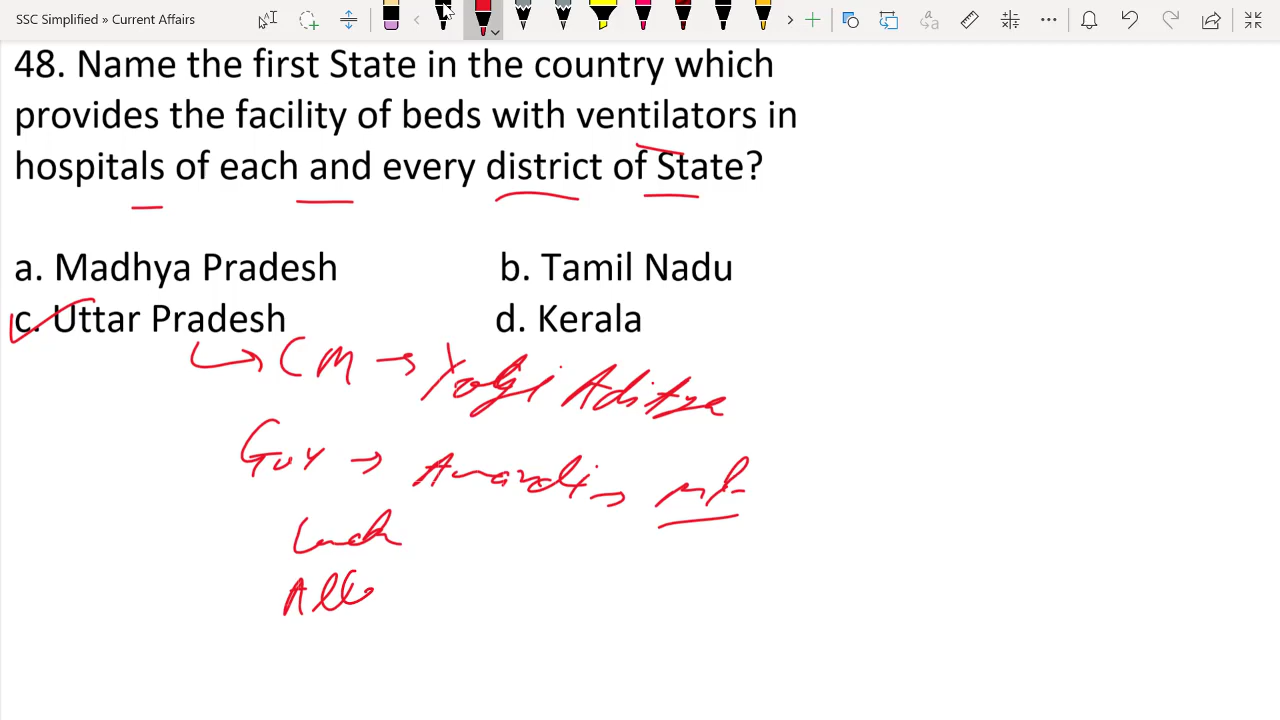 SSC Simplified » Current Affairs
48. Name the first State in the country which
provides the facility of beds with ventilators in
hospitals of each and every district of State?
a. Madhya Pradesh b. Tamil Nadu
c. Uttar Pradesh d. Kerala
CM → Yogi Aditya
Gov → Anandi → MP
Luck
All